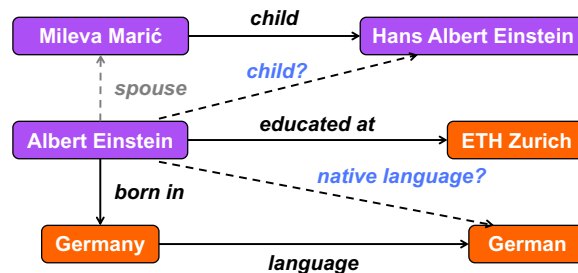 child
Mileva Marić
Hans Albert Einstein
child?
spouse
Albert Einstein
educated at
ETH Zurich
born in
native language?
Germany
language
German